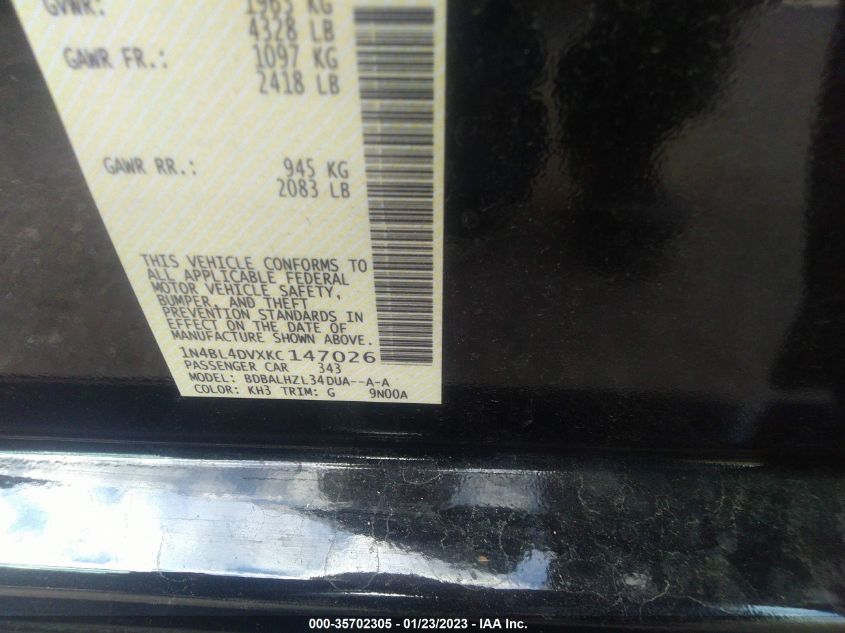 GVWR: 1963 KG
4328 LB
GAWR FR.: 1097 KG
2418 LB
GAWR RR.: 945 KG
2083 LB
THIS VEHICLE CONFORMS TO
ALL APPLICABLE FEDERAL
MOTOR VEHICLE SAFETY,
BUMPER, AND THEFT
PREVENTION STANDARDS IN
EFFECT ON THE DATE OF
MANUFACTURE SHOWN ABOVE.
1N4BL4DVXKC147026
PASSENGER CAR 343
MODEL: BDBALHZL34DUA--A-A
COLOR: KH3 TRIM: G 9N00A
000-35702305 - 01/23/2023 - IAA Inc.